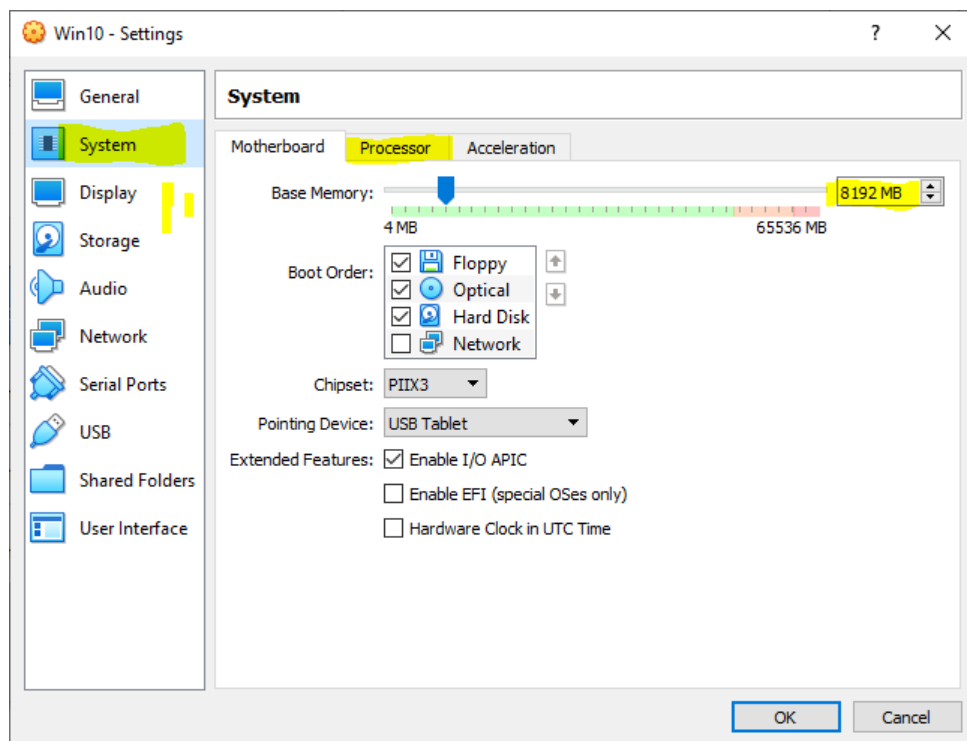 Win10 - Settings
?
General
System
Display
Storage
Audio
Network
Serial Ports
USB
Shared Folders
User Interface
System
Motherboard Processor Acceleration
Base Memory: 8192 MB
4 MB 65536 MB
Boot Order: Floppy
Optical
Hard Disk
Network
Chipset: PIIX3
Pointing Device: USB Tablet
Extended Features: Enable I/O APIC
Enable EFI (special OSes only)
Hardware Clock in UTC Time
OK Cancel